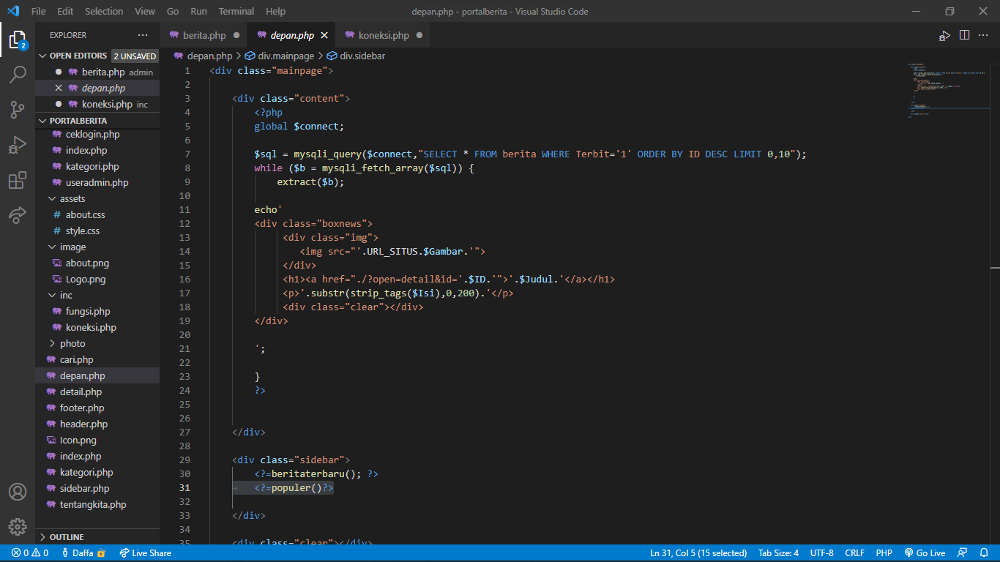 File Edit Selection View Go Run Terminal Help
depan.php - portalberita - Visual Studio Code
EXPLORER
berita.php
depan.php
koneksi.php
depan.php > div.mainpage > div.sidebar
2
OPEN EDITORS 2 UNSAVED
berita.php admin
depan.php
koneksi.php inc
PORTALBERITA
ceklogin.php
index.php
kategori.php
useradmin.php
assets
about.css
style.css
image
about.png
Logo.png
inc
fungsi.php
koneksi.php
photo
cari.php
depan.php
detail.php
footer.php
header.php
Icon.png
index.php
kategori.php
sidebar.php
tentangkita.php
OUTLINE
1 <div class="mainpage">
2
3 <div class="content">
4 <?php
5 global $connect;
6
7 $sql = mysqli_query($connect,"SELECT * FROM berita WHERE Terbit='1' ORDER BY ID DESC LIMIT 0,10");
8 while ($b = mysqli_fetch_array($sql)) {
9 extract($b);
10
11 echo'
12 <div class="boxnews">
13 <div class="img">
14 <img src="'.URL_SITUS.$Gambar.'">
15 </div>
16 <h1><a href="./?open=detail&id='.$ID.'">'.$Judul.'</a></h1>
17 <p>'.substr(strip_tags($Isi),0,200).'</p>
18 <div class="clear"></div>
19 </div>
20
21 ';
22
23 }
24 ?>
25
26
27 </div>
28
29 <div class="sidebar">
30 <?=beritaterbaru(); ?>
31 <?=populer()?>
32
33 </div>
34
35 <div class="clear"></div>
0 0 Daffa Live Share
Ln 31, Col 5 (15 selected) Tab Size: 4 UTF-8 CRLF PHP Go Live